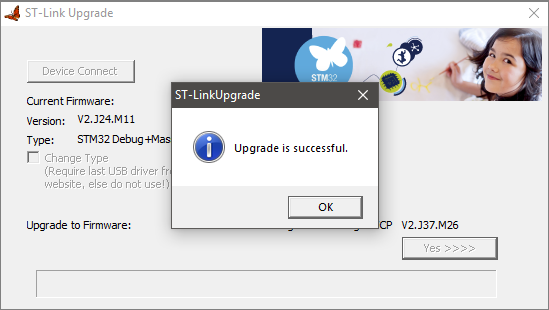 ST-Link Upgrade
STM32
Device Connect
ST-LinkUpgrade
Current Firmware:
Version: V2.J24.M11
Type: STM32 Debug+Mas
Upgrade is successful.
Change Type
(Require last USB driver
website, else do not use!)
OK
Upgrade to Firmware: V2.J37.M26
Yes >>>>